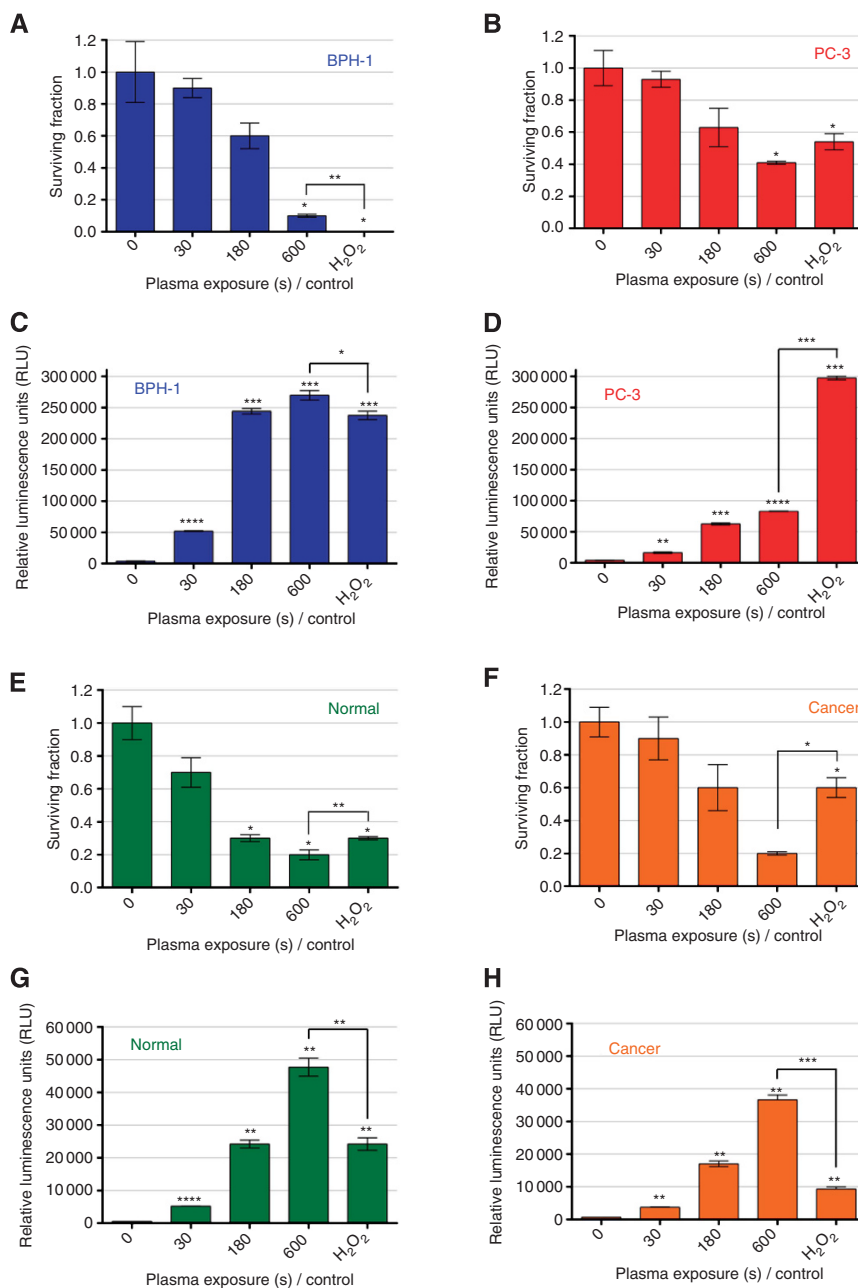 A
1.2
1.0
0.8
0.6
0.4
0.2
0.0
Surviving fraction
BPH-1
*
**
*
0
30
180
600
H₂O₂
Plasma exposure (s) / control
B
1.2
1.0
0.8
0.6
0.4
0.2
0.0
Surviving fraction
PC-3
*
*
0
30
180
600
H₂O₂
Plasma exposure (s) / control
C
300 000
250 000
200 000
150 000
100 000
50 000
0
Relative luminescence units (RLU)
BPH-1
****
***
***
*
***
0
30
180
600
H₂O₂
Plasma exposure (s) / control
D
300 000
250 000
200 000
150 000
100 000
50 000
0
Relative luminescence units (RLU)
PC-3
**
***
****
***
***
0
30
180
600
H₂O₂
Plasma exposure (s) / control
E
1.2
1.0
0.8
0.6
0.4
0.2
0.0
Surviving fraction
Normal
*
*
**
*
0
30
180
600
H₂O₂
Plasma exposure (s) / control
F
1.2
1.0
0.8
0.6
0.4
0.2
0.0
Surviving fraction
Cancer
*
*
0
30
180
600
H₂O₂
Plasma exposure (s) / control
G
60 000
50 000
40 000
30 000
20 000
10 000
0
Relative luminescence units (RLU)
Normal
****
**
**
**
**
0
30
180
600
H₂O₂
Plasma exposure (s) / control
H
60 000
50 000
40 000
30 000
20 000
10 000
0
Relative luminescence units (RLU)
Cancer
**
**
**
***
**
0
30
180
600
H₂O₂
Plasma exposure (s) / control